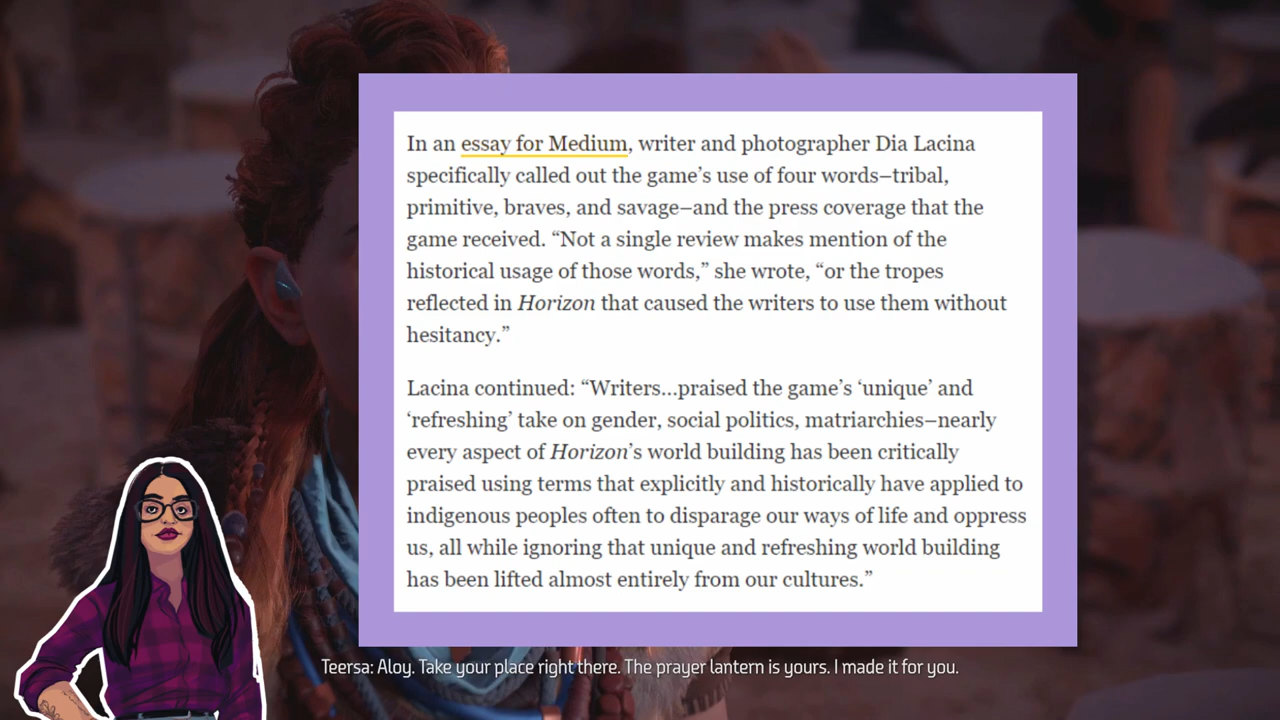 In an essay for Medium, writer and photographer Dia Lacina
specifically called out the game’s use of four words–tribal,
primitive, braves, and savage–and the press coverage that the
game received. “Not a single review makes mention of the
historical usage of those words,” she wrote, “or the tropes
reflected in Horizon that caused the writers to use them without
hesitancy.”
Lacina continued: “Writers...praised the game’s ‘unique’ and
‘refreshing’ take on gender, social politics, matriarchies–nearly
every aspect of Horizon’s world building has been critically
praised using terms that explicitly and historically have applied to
indigenous peoples often to disparage our ways of life and oppress
us, all while ignoring that unique and refreshing world building
has been lifted almost entirely from our cultures.”
Teersa: Aloy. Take your place right there. The prayer lantern is yours. I made it for you.